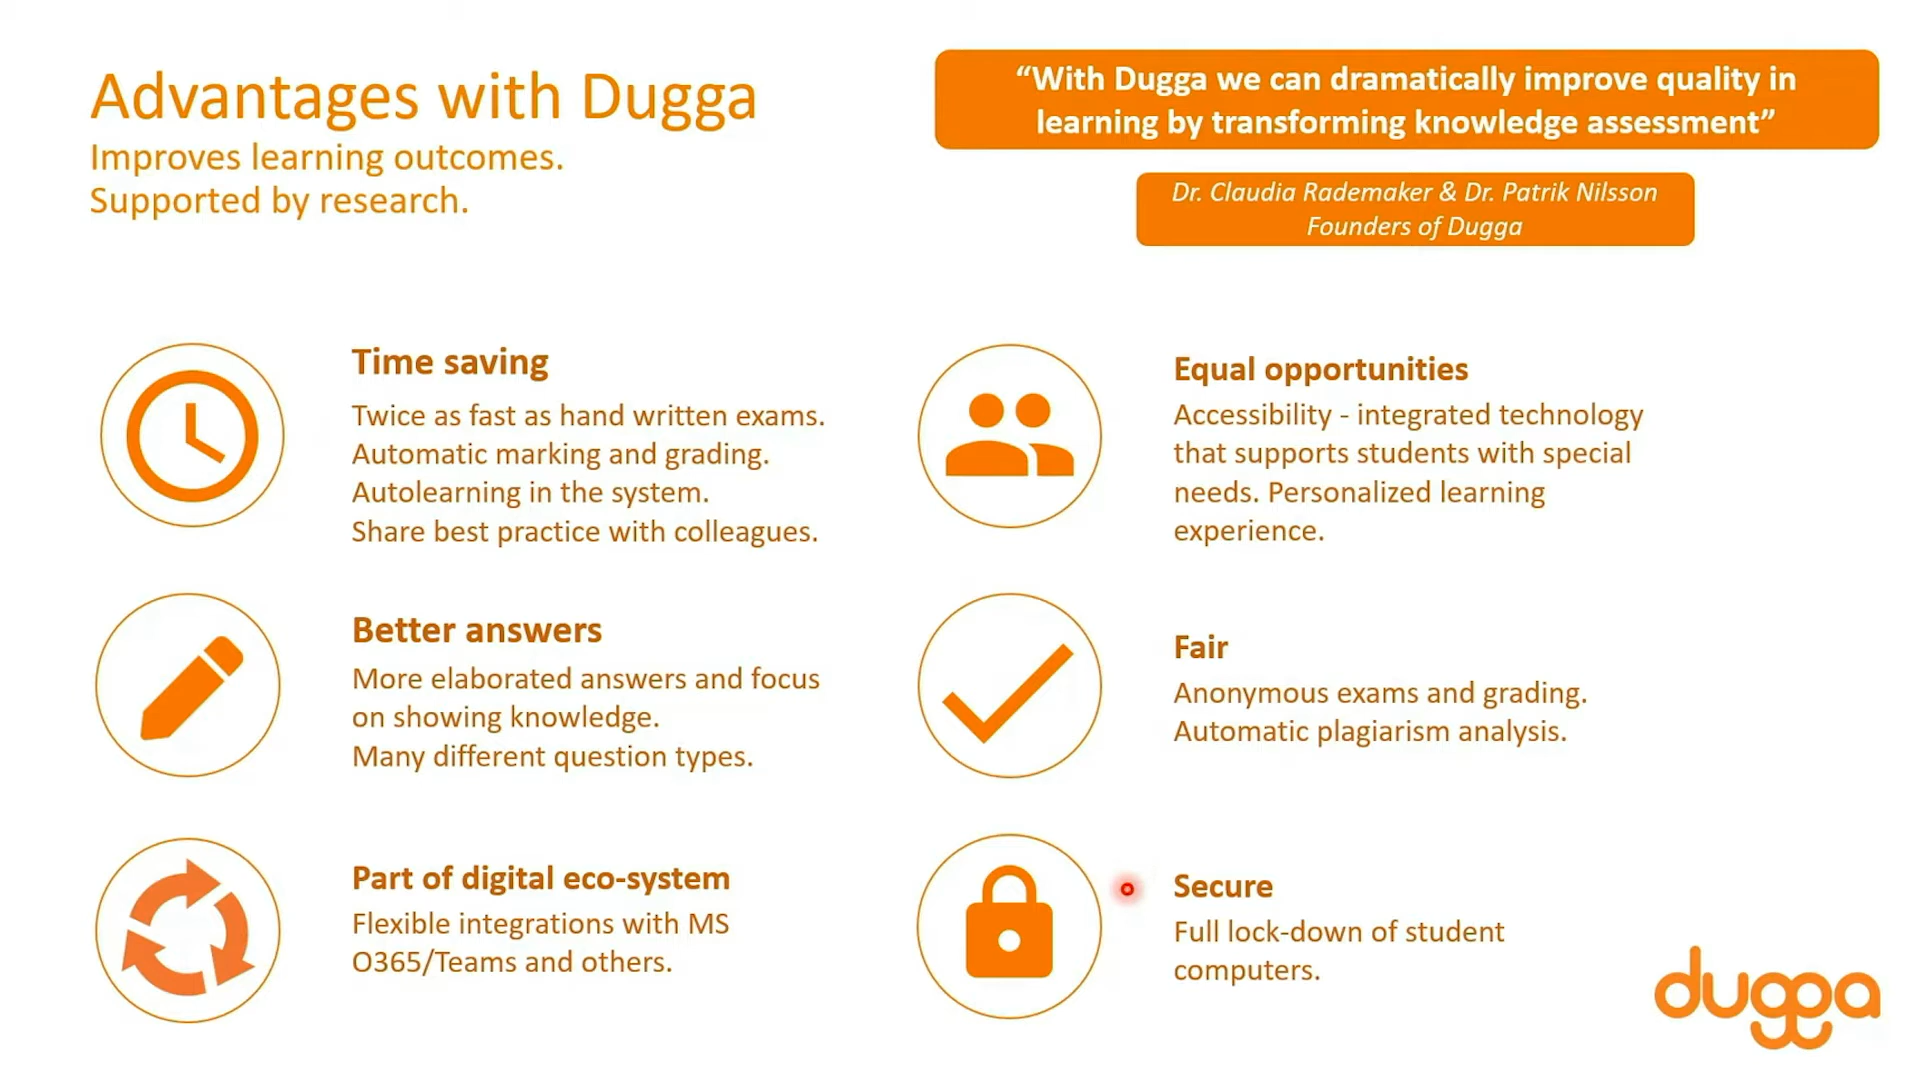 Advantages with Dugga
Improves learning outcomes.
Supported by research.
“With Dugga we can dramatically improve quality in
learning by transforming knowledge assessment”
Dr. Claudia Rademaker & Dr. Patrik Nilsson
Founders of Dugga
Time saving
Twice as fast as hand written exams.
Automatic marking and grading.
Autolearning in the system.
Share best practice with colleagues.
Equal opportunities
Accessibility - integrated technology
that supports students with special
needs. Personalized learning
experience.
Better answers
More elaborated answers and focus
on showing knowledge.
Many different question types.
Fair
Anonymous exams and grading.
Automatic plagiarism analysis.
Part of digital eco-system
Flexible integrations with MS
O365/Teams and others.
Secure
Full lock-down of student
computers.
dugga